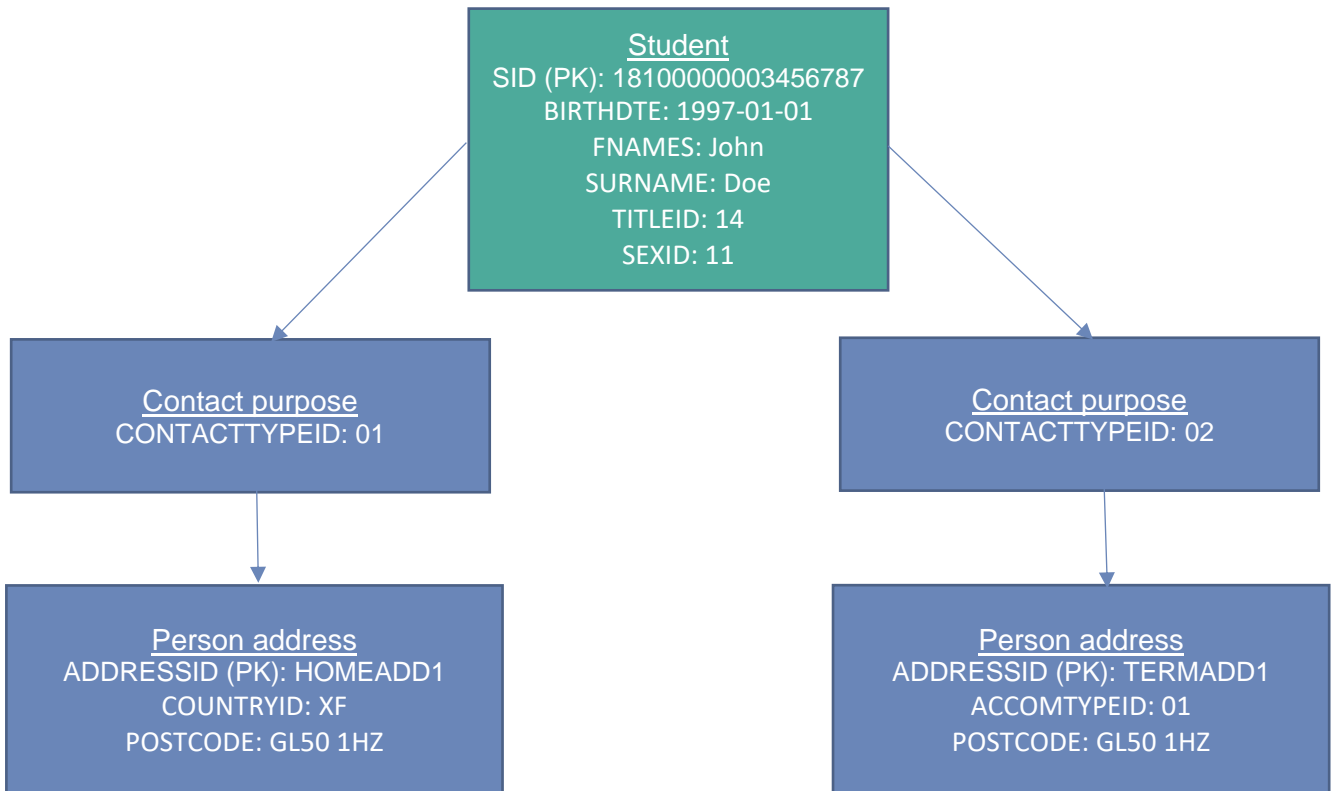 Student
SID (PK): 18100000003456787
BIRTHDTE: 1997-01-01
FNAMES: John
SURNAME: Doe
TITLEID: 14
SEXID: 11
Contact purpose
CONTACTTYPEID: 01
Contact purpose
CONTACTTYPEID: 02
Person address
ADDRESSID (PK): HOMEADD1
COUNTRYID: XF
POSTCODE: GL50 1HZ
Person address
ADDRESSID (PK): TERMADD1
ACCOMTYPEID: 01
POSTCODE: GL50 1HZ